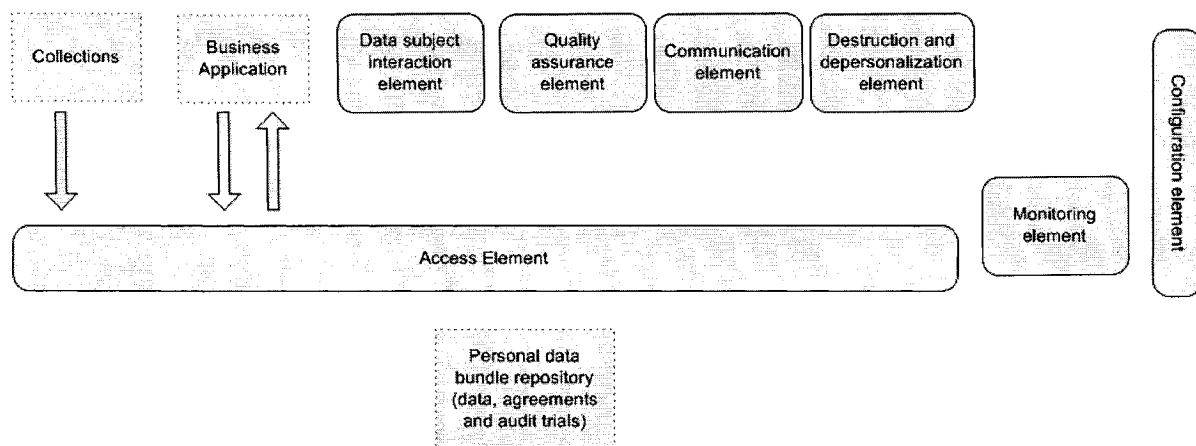 Collections
Business
Application
Data subject
interaction
element
Quality
assurance
element
Communication
element
Destruction and
depersonalization
element
Configuration element
Monitoring
element
Access Element
Personal data
bundle repository
(data, agreements
and audit trials)